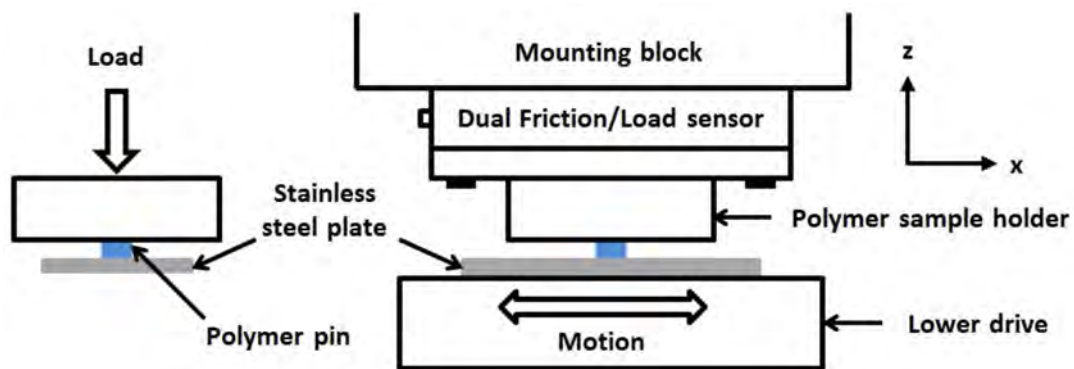 Load
Stainless
steel plate
Polymer pin
Mounting block
Dual Friction/Load sensor
z
x
Polymer sample holder
Motion
Lower drive